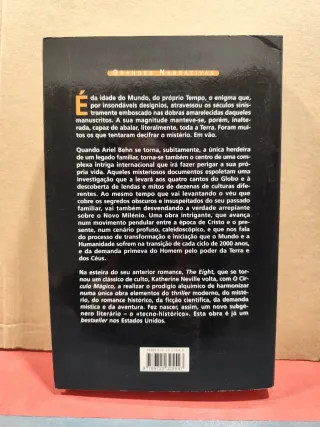 GRANDES NARRATIVAS
É da idade do Mundo, do próprio Tempo, o enigma que,
por insondáveis desígnios, atravessou os séculos sinis-
tramente emboscado nas dobras amarelecidas daqueles
manuscritos. A sua magnitude manteve-se, porém, inalte-
rada, capaz de abalar, literalmente, toda a Terra. Foram mui-
tos os que tentaram decifrar o mistério. Em vão.
Quando Ariel Behn se torna, subitamente, a única herdeira
de um legado familiar, torna-se também o centro de uma com-
plexa intriga internacional que irá fazer perigar a sua pró-
pria vida. Aqueles misteriosos documentos espoletam uma
investigação que a levará aos quatro cantos do Globo e à
descoberta de lendas e mitos de dezenas de culturas dife-
rentes. Ao mesmo tempo que vai levantando o véu que
cobre os segredos obscuros e insuspeitados do seu passado
familiar, vai também desvendando a verdade arrepiante
sobre o Novo Milénio. Uma obra intrigante, que avança
num movimento pendular entre a época de Cristo e o pre-
sente, num cenário profuso, caleidoscópico, e que nos fala
do processo de transformação e iniciação que o Mundo e a
Humanidade sofrem na transição de cada ciclo de 2000 anos,
e da demanda primeva do Homem pelo poder da Terra e
dos Céus.
Na esteira do seu anterior romance, The Eight, que se tor-
nou um clássico de culto, Katherine Neville volta, com O Cír-
culo Mágico, a realizar o prodígio alquímico de harmonizar
numa única obra elementos do thriller moderno, do misté-
rio, do romance histórico, da ficção científica, da demanda
mística e da aventura. Fez nascer, assim, um novo subgé-
nero literário – o «tecno-histórico». Esta obra é já um
bestseller nos Estados Unidos.